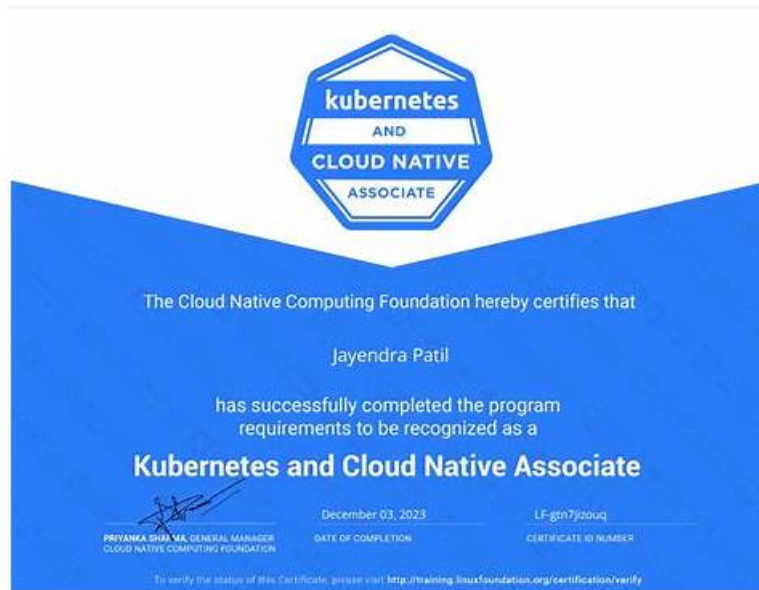 kubernetes
AND
CLOUD NATIVE
ASSOCIATE
The Cloud Native Computing Foundation hereby certifies that
Jayendra Patil
has successfully completed the program
requirements to be recognized as a
Kubernetes and Cloud Native Associate
December 03, 2023
LF-gtn7jizouq
PRIYANKA SHARMA, GENERAL MANAGER
CLOUD NATIVE COMPUTING FOUNDATION
DATE OF COMPLETION
CERTIFICATE ID NUMBER
To verify the status of this Certificate, please visit http://training.linuxfoundation.org/certification/verify